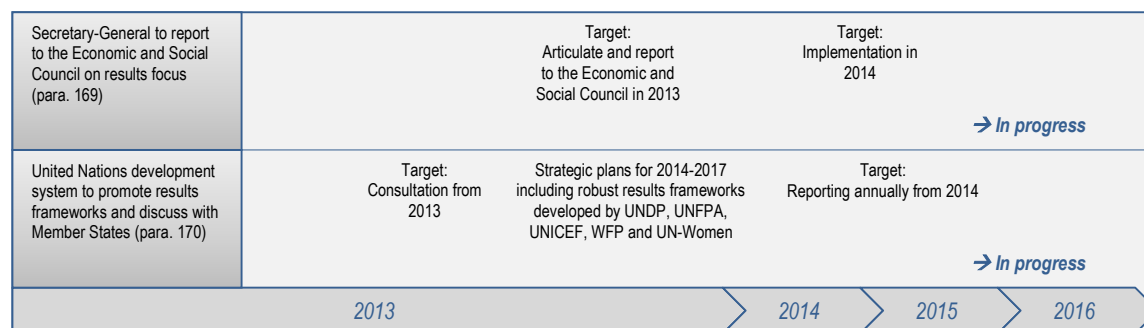 Secretary-General to report
to the Economic and Social
Council on results focus
(para. 169)
Target:
Articulate and report
to the Economic and
Social Council in 2013
Target:
Implementation in
2014
→ In progress
United Nations development
system to promote results
frameworks and discuss with
Member States (para. 170)
Target:
Consultation from
2013
Strategic plans for 2014-2017
including robust results frameworks
developed by UNDP, UNFPA,
UNICEF, WFP and UN-Women
Target:
Reporting annually from 2014
→ In progress
2013
2014
2015
2016